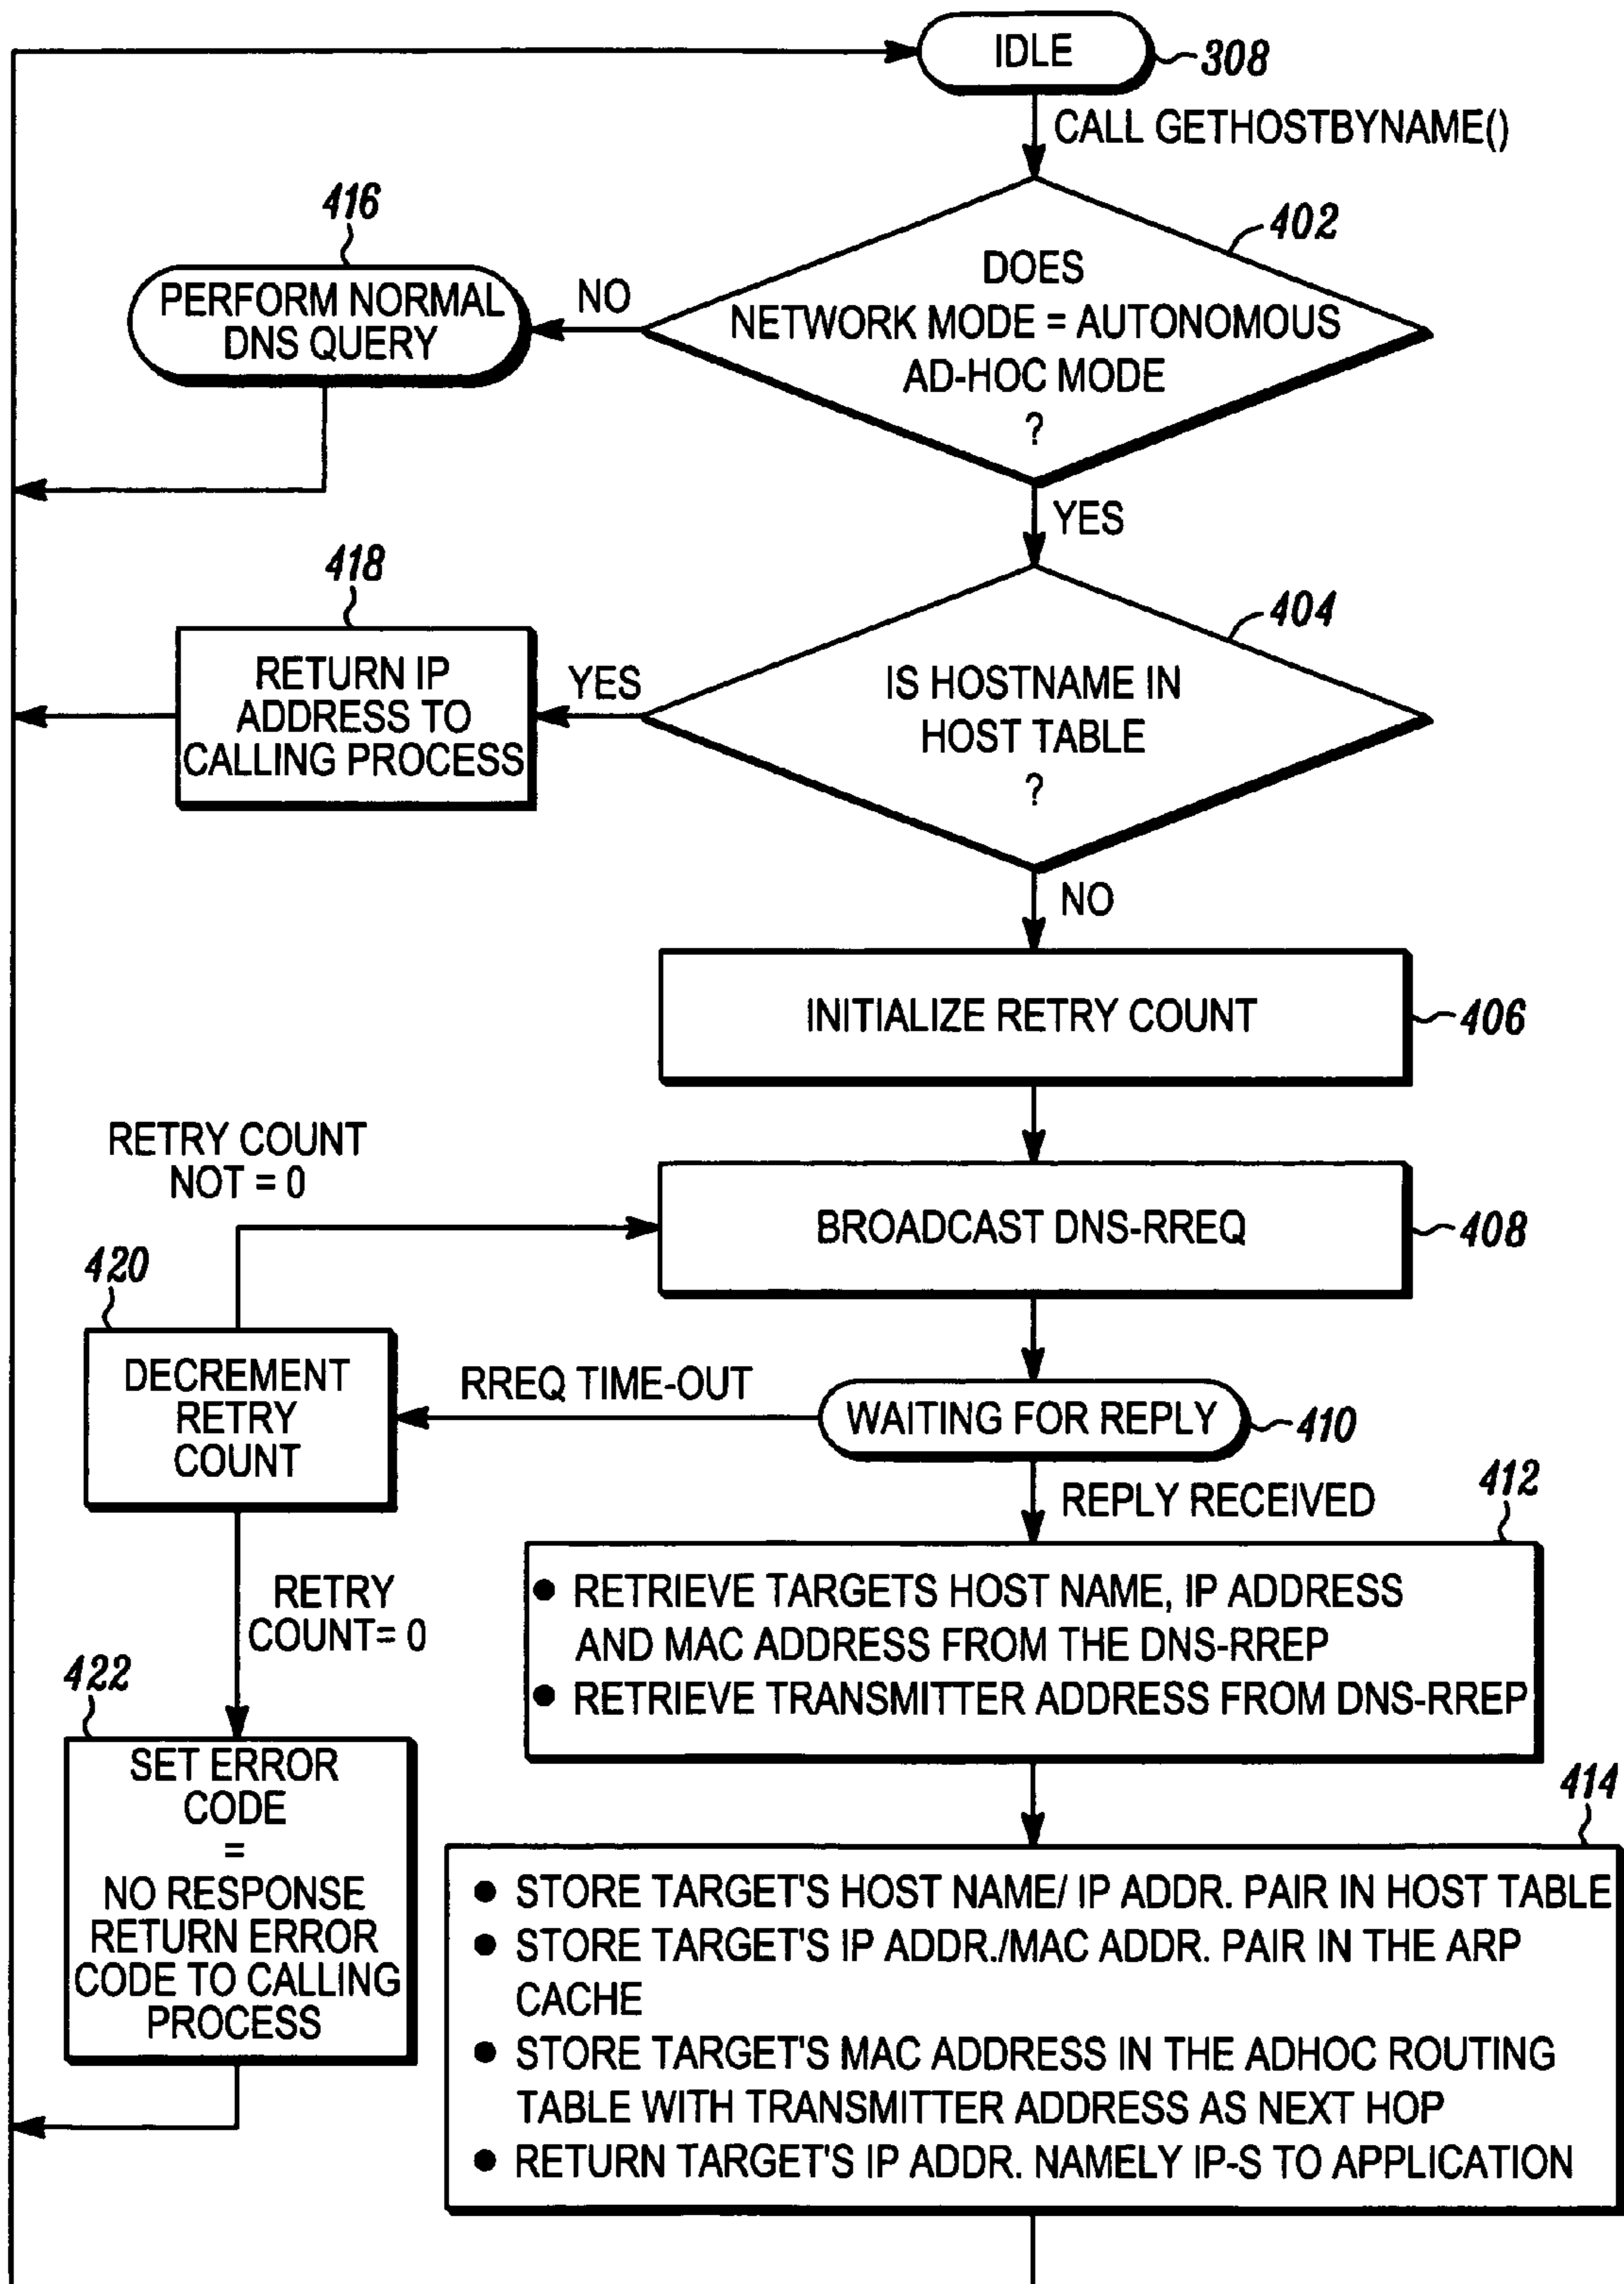 IDLE
308
CALL GETHOSTBYNAME()
416
PERFORM NORMAL
DNS QUERY
NO
402
DOES
NETWORK MODE = AUTONOMOUS
AD-HOC MODE
?
YES
418
RETURN IP
ADDRESS TO
CALLING PROCESS
YES
404
IS HOSTNAME IN
HOST TABLE
?
NO
INITIALIZE RETRY COUNT
406
RETRY COUNT
NOT = 0
BROADCAST DNS-RREQ
408
420
DECREMENT
RETRY
COUNT
RREQ TIME-OUT
WAITING FOR REPLY
410
REPLY RECEIVED
412
● RETRIEVE TARGETS HOST NAME, IP ADDRESS
AND MAC ADDRESS FROM THE DNS-RREP
● RETRIEVE TRANSMITTER ADDRESS FROM DNS-RREP
RETRY
COUNT= 0
422
SET ERROR
CODE
=
NO RESPONSE
RETURN ERROR
CODE TO CALLING
PROCESS
414
● STORE TARGET'S HOST NAME/ IP ADDR. PAIR IN HOST TABLE
● STORE TARGET'S IP ADDR./MAC ADDR. PAIR IN THE ARP
CACHE
● STORE TARGET'S MAC ADDRESS IN THE ADHOC ROUTING
TABLE WITH TRANSMITTER ADDRESS AS NEXT HOP
● RETURN TARGET'S IP ADDR. NAMELY IP-S TO APPLICATION